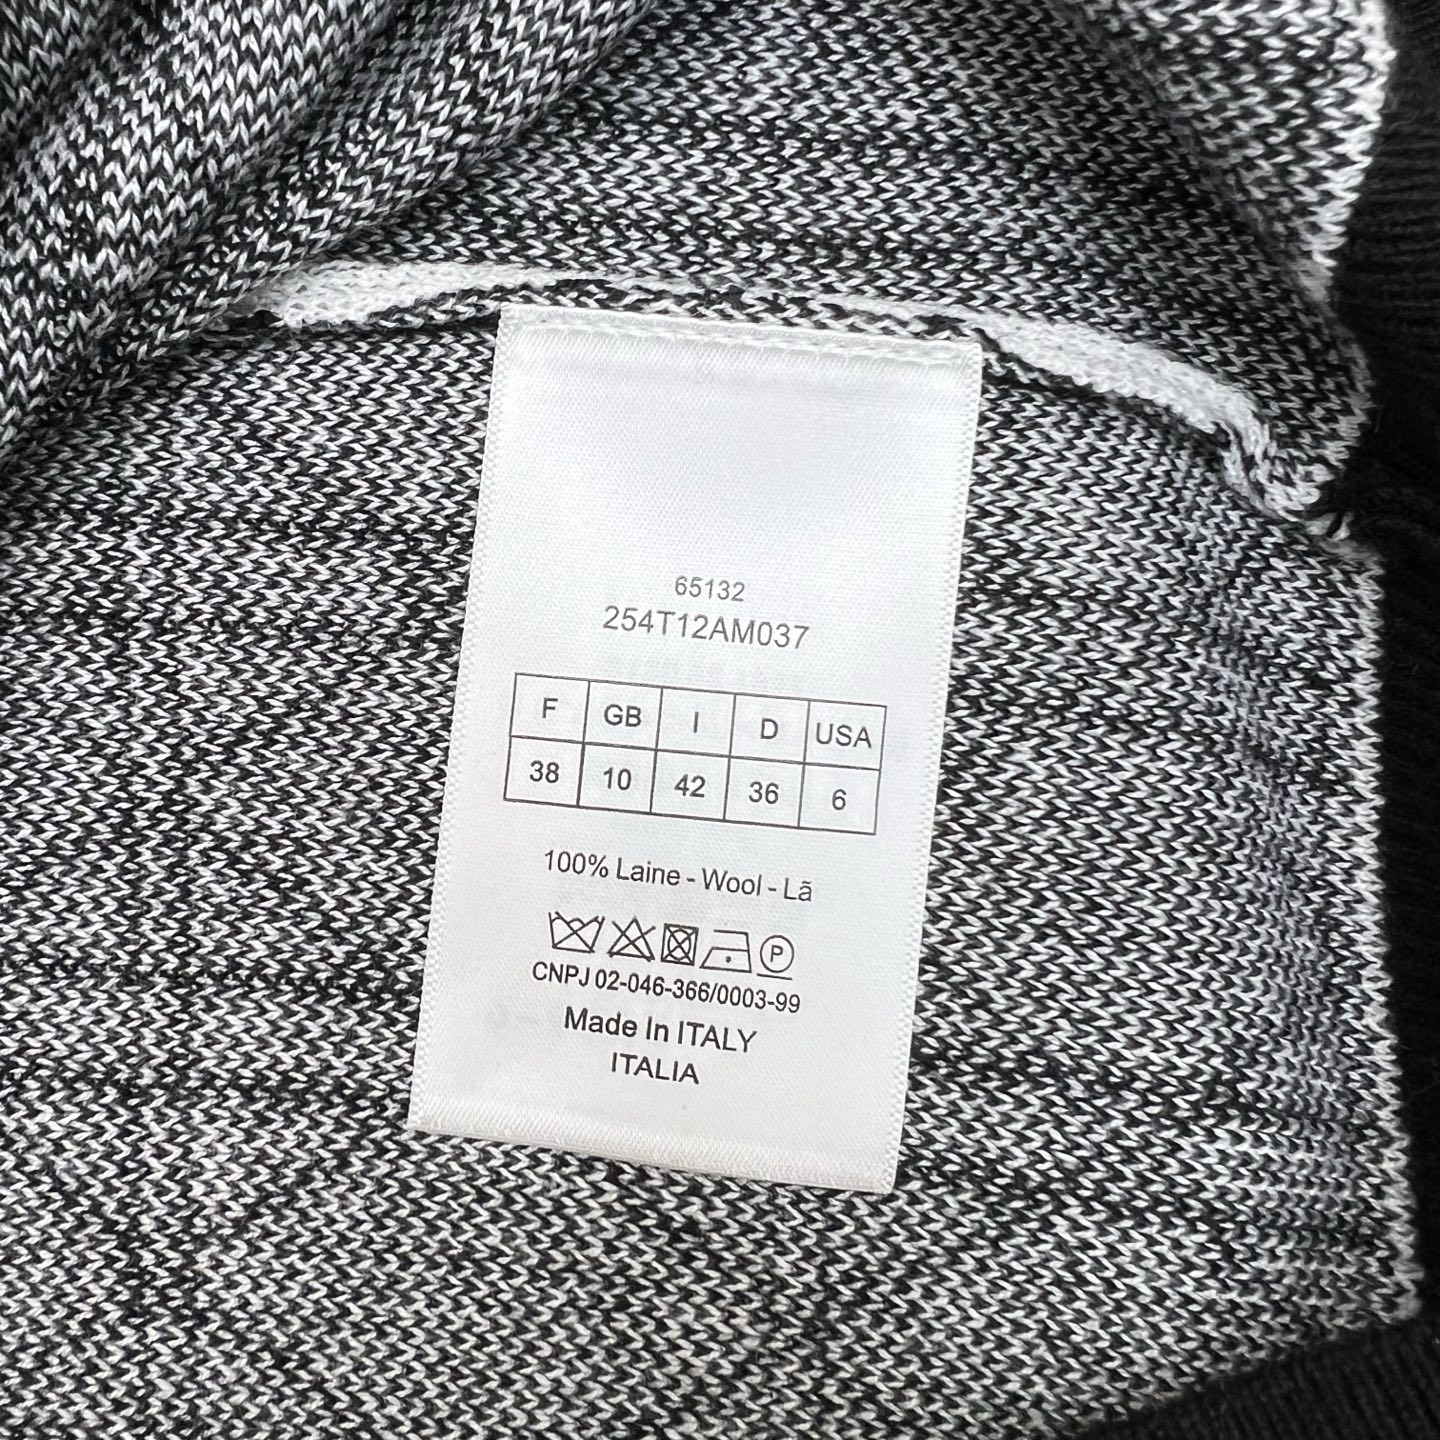 65132
254T12AM037
F GB I D USA
38 10 42 36 6
100% Laine - Wool - Lã
P
CNPJ 02-046-366/0003-99
Made In ITALY
ITALIA